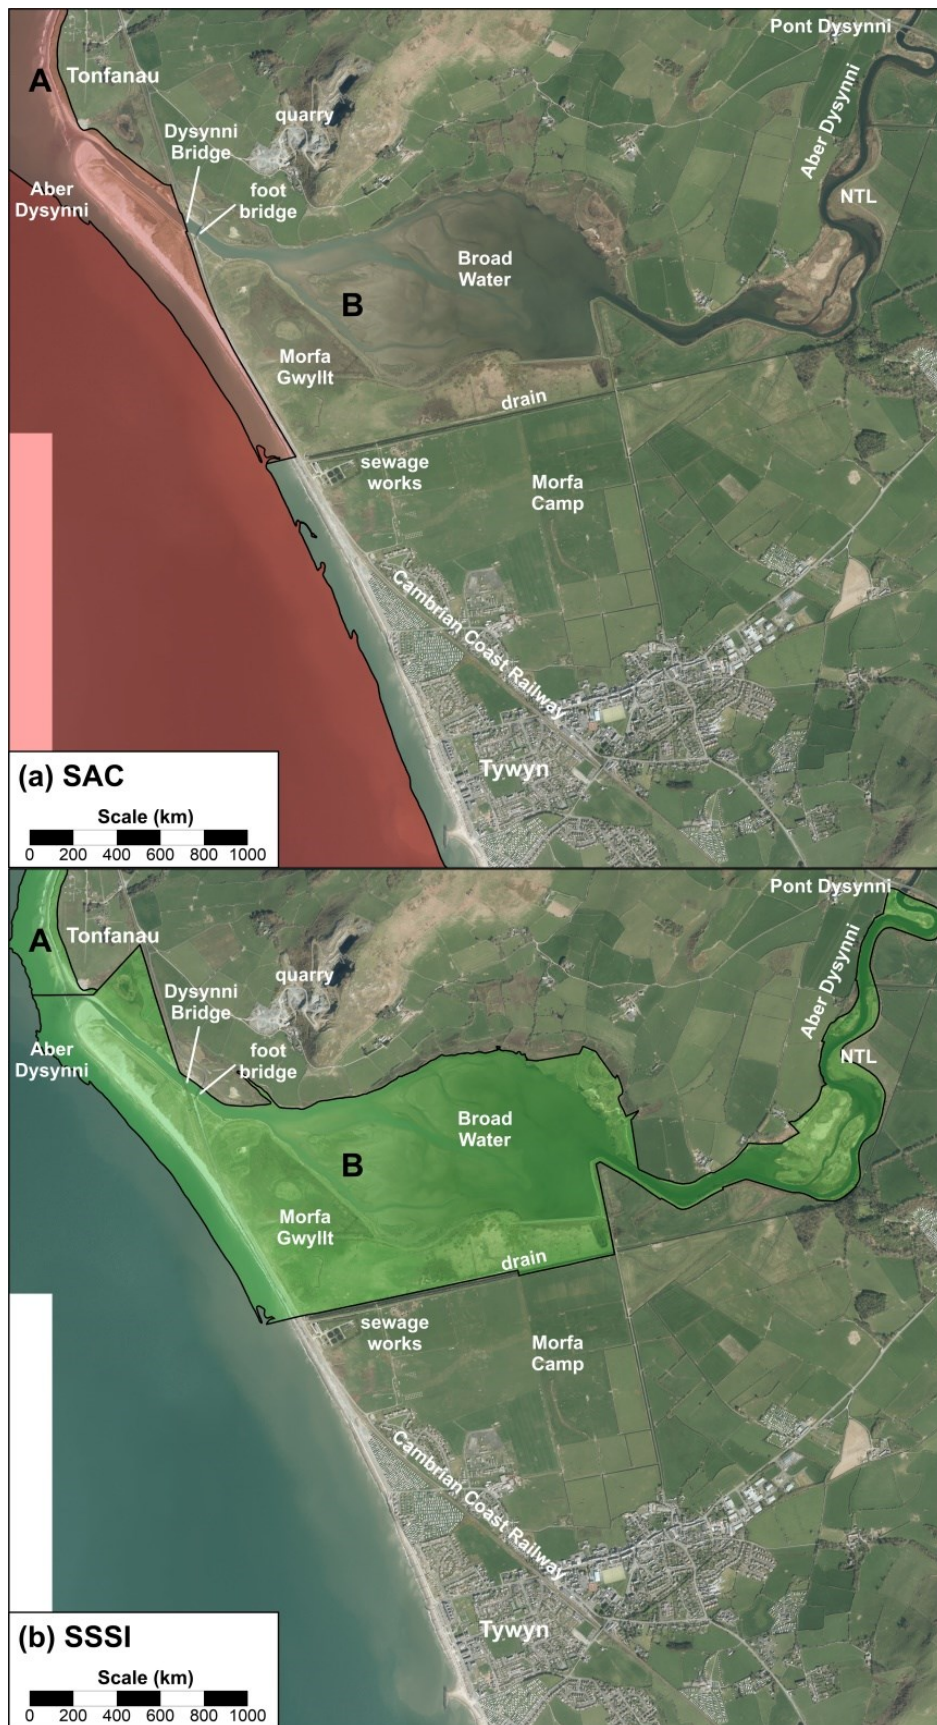 Pont Dysynni
A
Tonfanau
Aber Dysynni
quarry
Dysynni
Bridge
Aber
Dysynni
foot
bridge
NTL
Broad
Water
B
Morfa
Gwyllt
drain
sewage
works
Morfa
Camp
Cambrian Coast Railway
Tywyn
(a) SAC
Scale (km)
0 200 400 600 800 1000
Pont Dysynni
A
Tonfanau
Aber Dysynni
quarry
Dysynni
Bridge
Aber
Dysynni
foot
bridge
NTL
Broad
Water
B
Morfa
Gwyllt
drain
sewage
works
Morfa
Camp
Cambrian Coast Railway
Tywyn
(b) SSSI
Scale (km)
0 200 400 600 800 1000